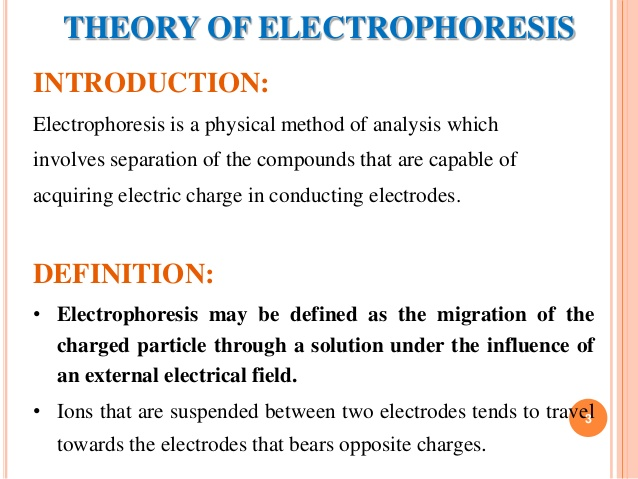 THEORY OF ELECTROPHORESIS
INTRODUCTION:
Electrophoresis is a physical method of analysis which
involves separation of the compounds that are capable of
acquiring electric charge in conducting electrodes.
DEFINITION:
• Electrophoresis may be defined as the migration of the
charged particle through a solution under the influence of
an external electrical field.
• Ions that are suspended between two electrodes tends to travel
towards the electrodes that bears opposite charges.